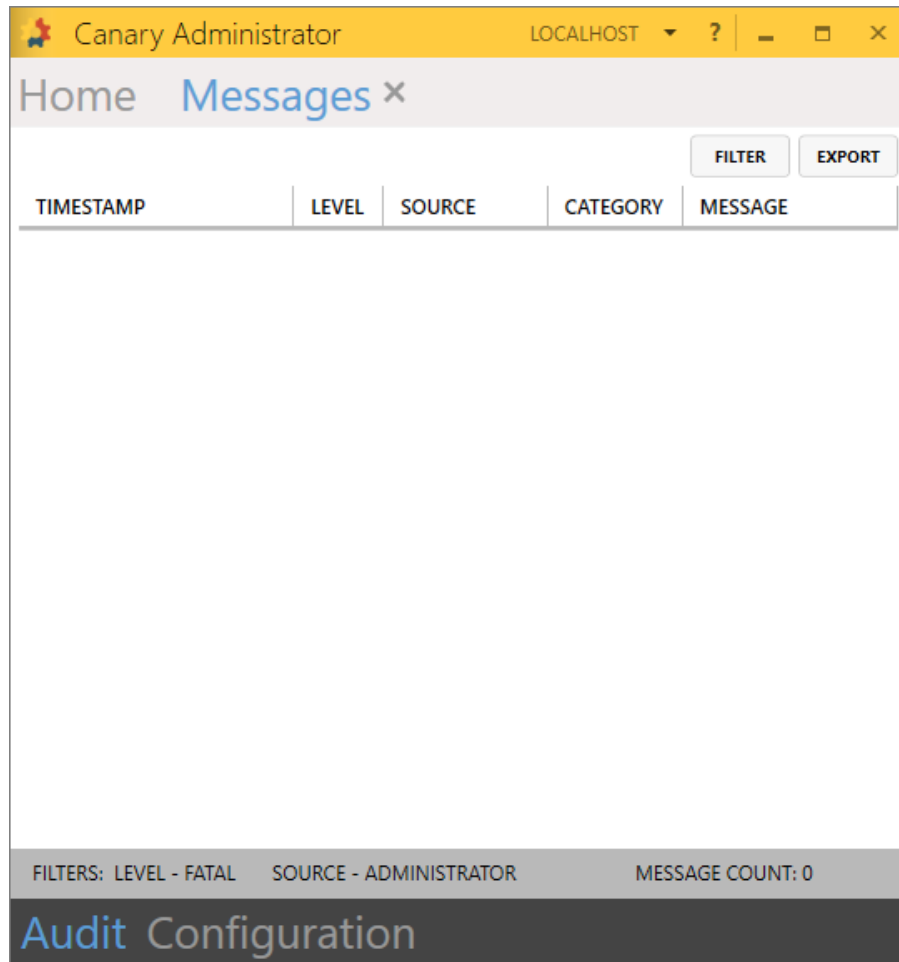 Canary Administrator LOCALHOST ?
Home Messages ×
FILTER EXPORT
TIMESTAMP LEVEL SOURCE CATEGORY MESSAGE
FILTERS: LEVEL - FATAL SOURCE - ADMINISTRATOR MESSAGE COUNT: 0
Audit Configuration